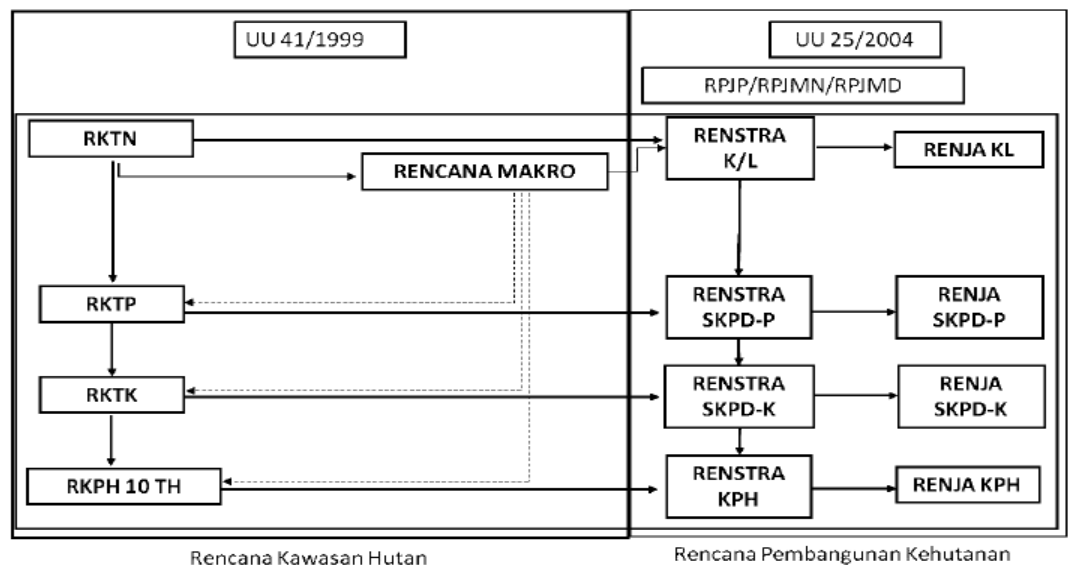 UU 41/1999
UU 25/2004
RPJP/RPJMN/RPJMD
RKTN
RENCANA MAKRO
RENSTRA
K/L
RENJA KL
RKTP
RENSTRA
SKPD-P
RENJA
SKPD-P
RKTK
RENSTRA
SKPD-K
RENJA
SKPD-K
RKPH 10 TH
RENSTRA
KPH
RENJA KPH
Rencana Kawasan Hutan
Rencana Pembangunan Kehutanan